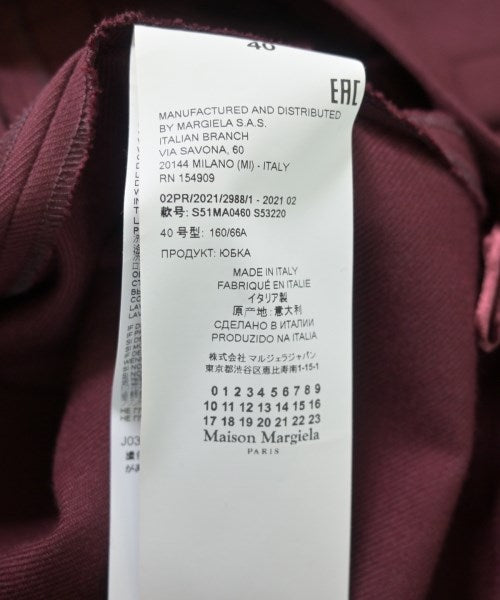 40
EAC
MANUFACTURED AND DISTRIBUTED
BY MARGIELA S.A.S.
ITALIAN BRANCH
VIA SAVONA, 60
20144 MILANO (MI) - ITALY
RN 154909
02PR/2021/2988/1 - 2021 02
款号: S51MA0460 S53220
40 号型: 160/66A
ПРОДУКТ: ЮБКА
MADE IN ITALY
FABRIQUÉ EN ITALIE
イタリア製
原产地: 意大利
СДЕЛАНО В ИТАЛИИ
PRODUZIDO NA ITALIA
株式会社 マルジェラジャパン
東京都渋谷区恵比寿南1-15-1
0 1 2 3 4 5 6 7 8 9
10 11 12 13 14 15 16
17 18 19 20 21 22 23
Maison Margiela
PARIS
J03